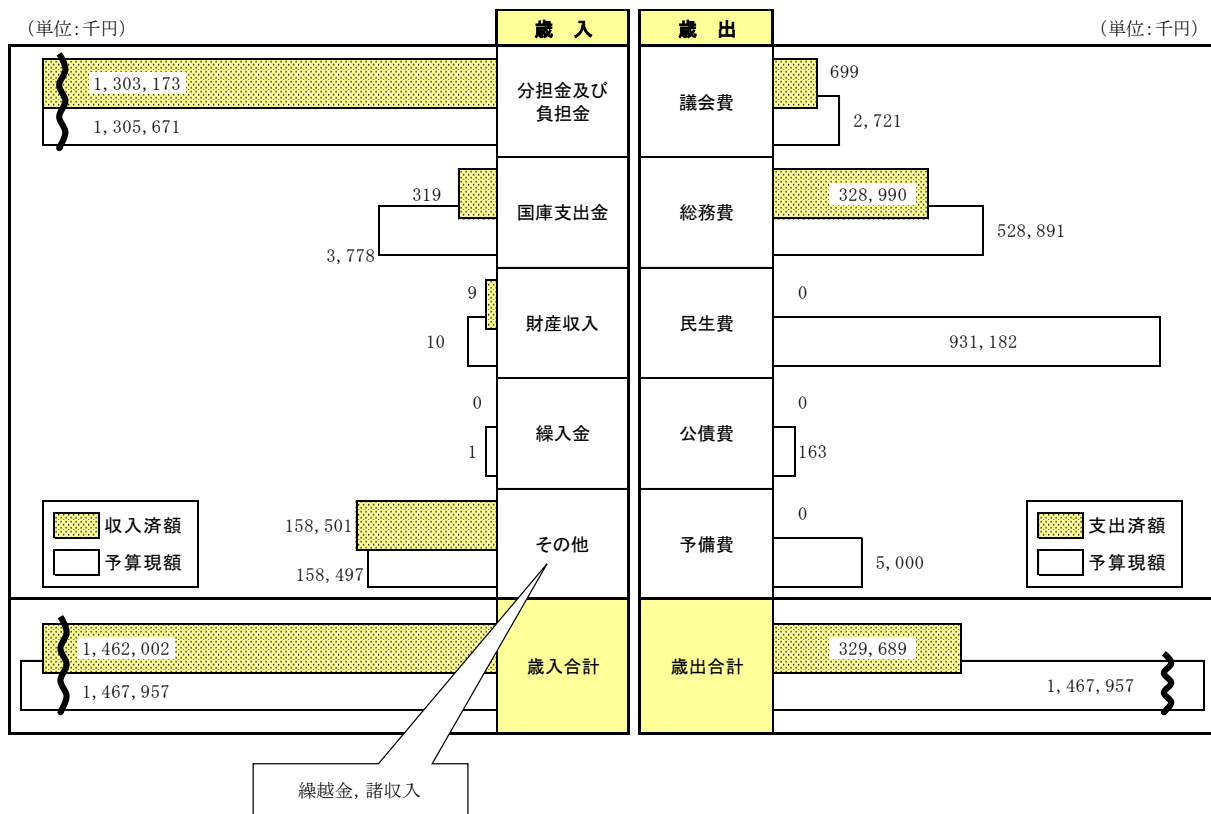 （単位：千円）
歳　入
歳　出
（単位：千円）
1,303,173
1,305,671
分担金及び
負担金
議会費
699
2,721
319
3,778
国庫支出金
総務費
328,990
528,891
9
10
財産収入
民生費
0
931,182
0
1
繰入金
公債費
0
163
収入済額
予算現額
158,501
158,497
その他
予備費
0
5,000
支出済額
予算現額
1,462,002
1,467,957
歳入合計
歳出合計
329,689
1,467,957
繰越金，諸収入